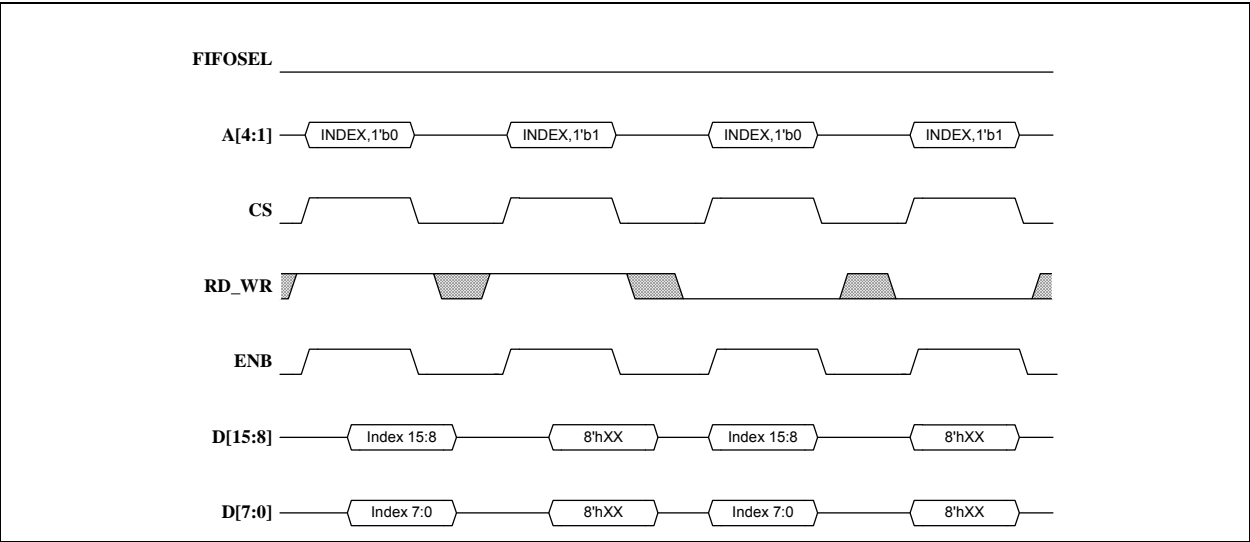 FIFOSEL
A[4:1] INDEX,1'b0 INDEX,1'b1 INDEX,1'b0 INDEX,1'b1
CS
RD_WR
ENB
D[15:8] Index 15:8 8'hXX Index 15:8 8'hXX
D[7:0] Index 7:0 8'hXX Index 7:0 8'hXX